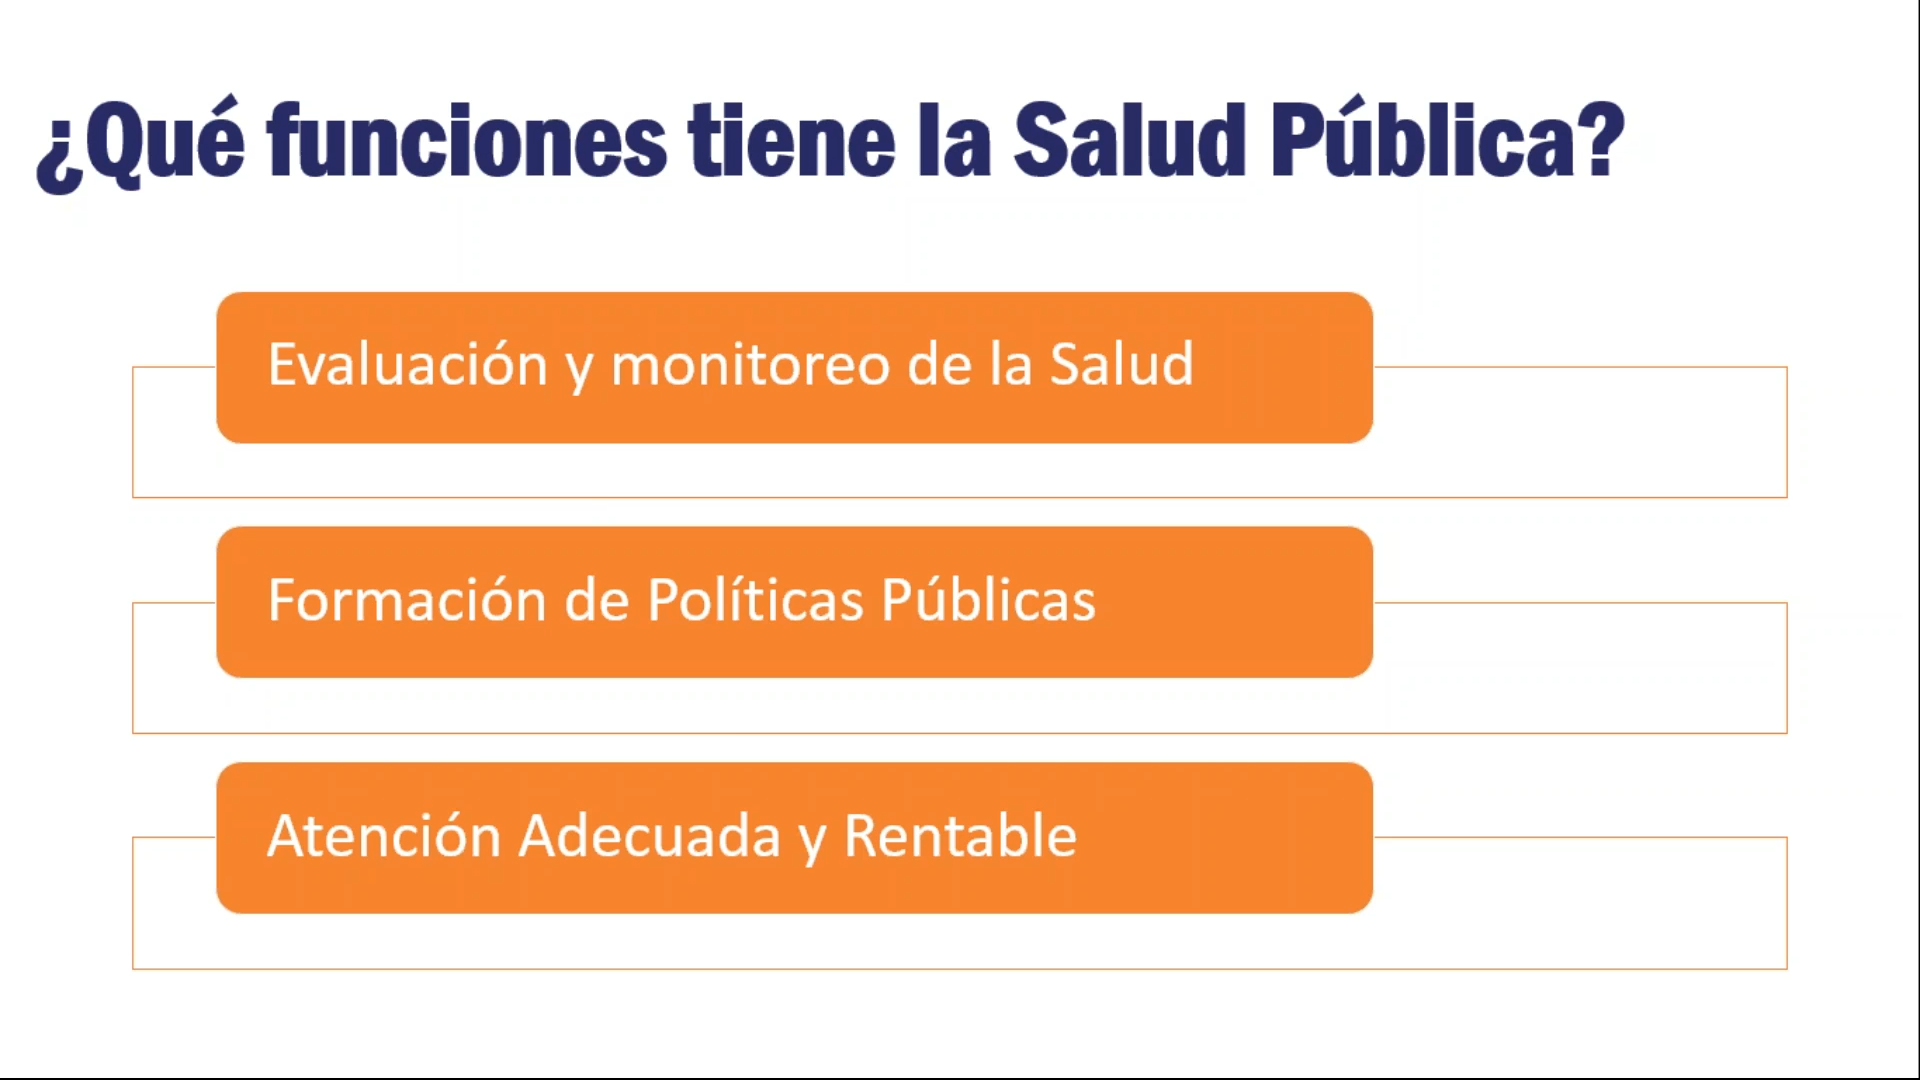 ¿Qué funciones tiene la Salud Pública?
Evaluación y monitoreo de la Salud
Formación de Políticas Públicas
Atención Adecuada y Rentable